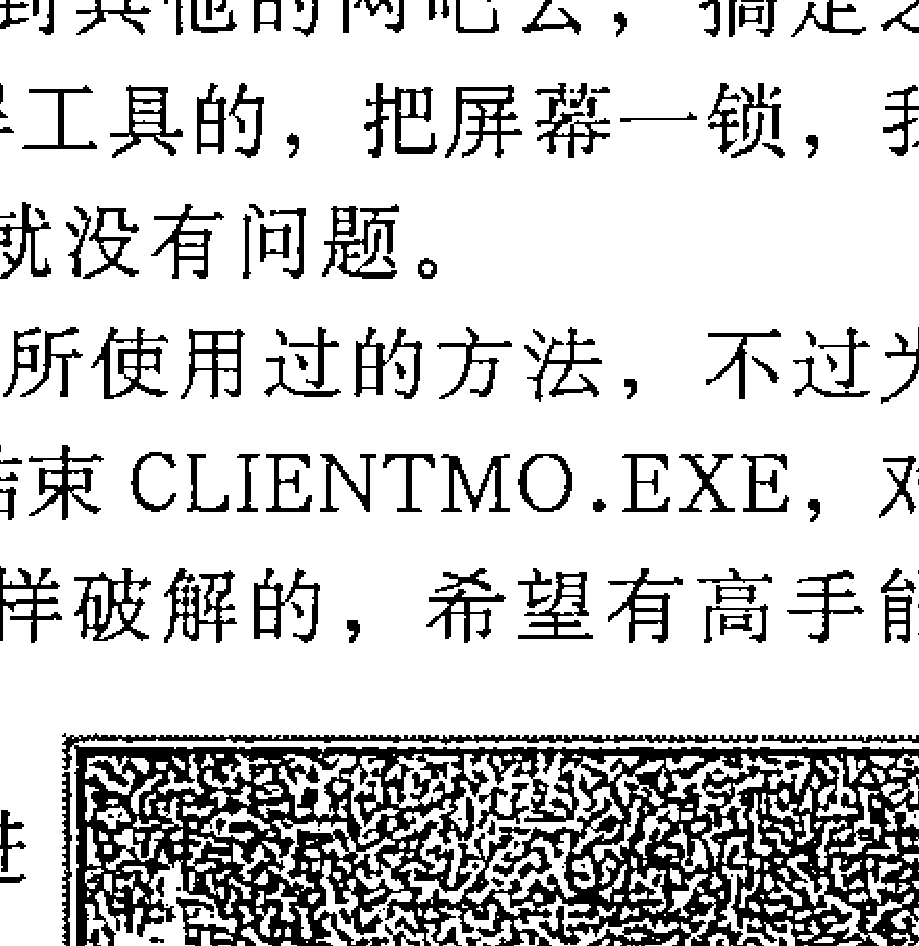 到其他的网吧去，搞定之
屏工具的，把屏幕一锁，我
就没有问题。
所使用过的方法，不过光
结束 CLIENTMO.EXE，对
样破解的，希望有高手能
进